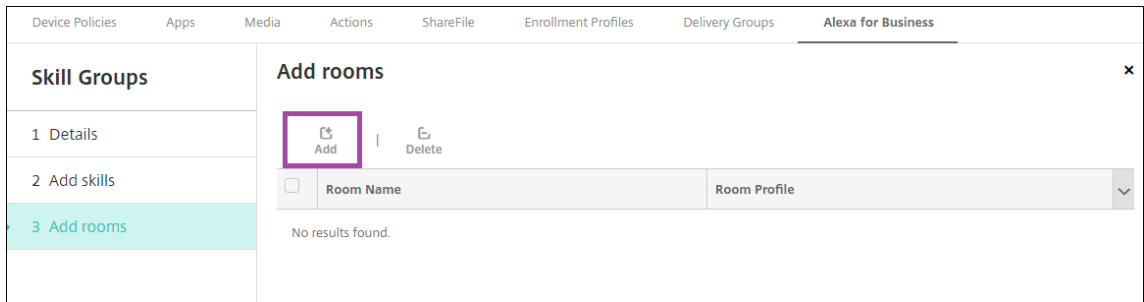 Device Policies Apps Media Actions ShareFile Enrollment Profiles Delivery Groups Alexa for Business
Skill Groups
1 Details
2 Add skills
3 Add rooms
Add rooms
×
Add | Delete
Room Name Room Profile
No results found.